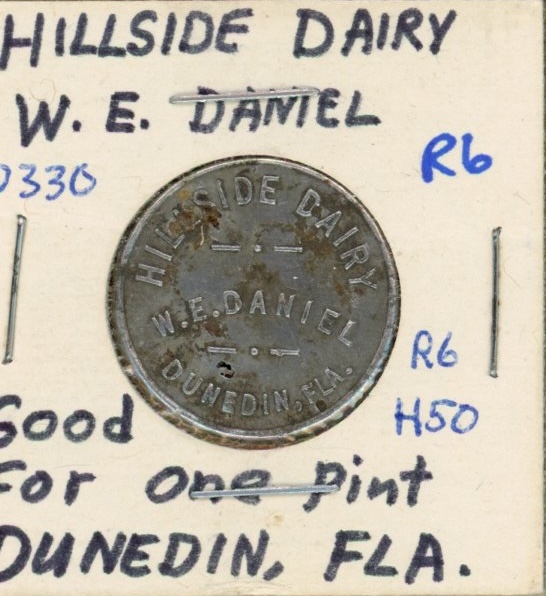 HILLSIDE DAIRY
W. E. DANIEL
0330
R6
HILLSIDE DAIRY
W.E.DANIEL
DUNEDIN, FLA.
R6
H50
Good
For one pint
DUNEDIN, FLA.